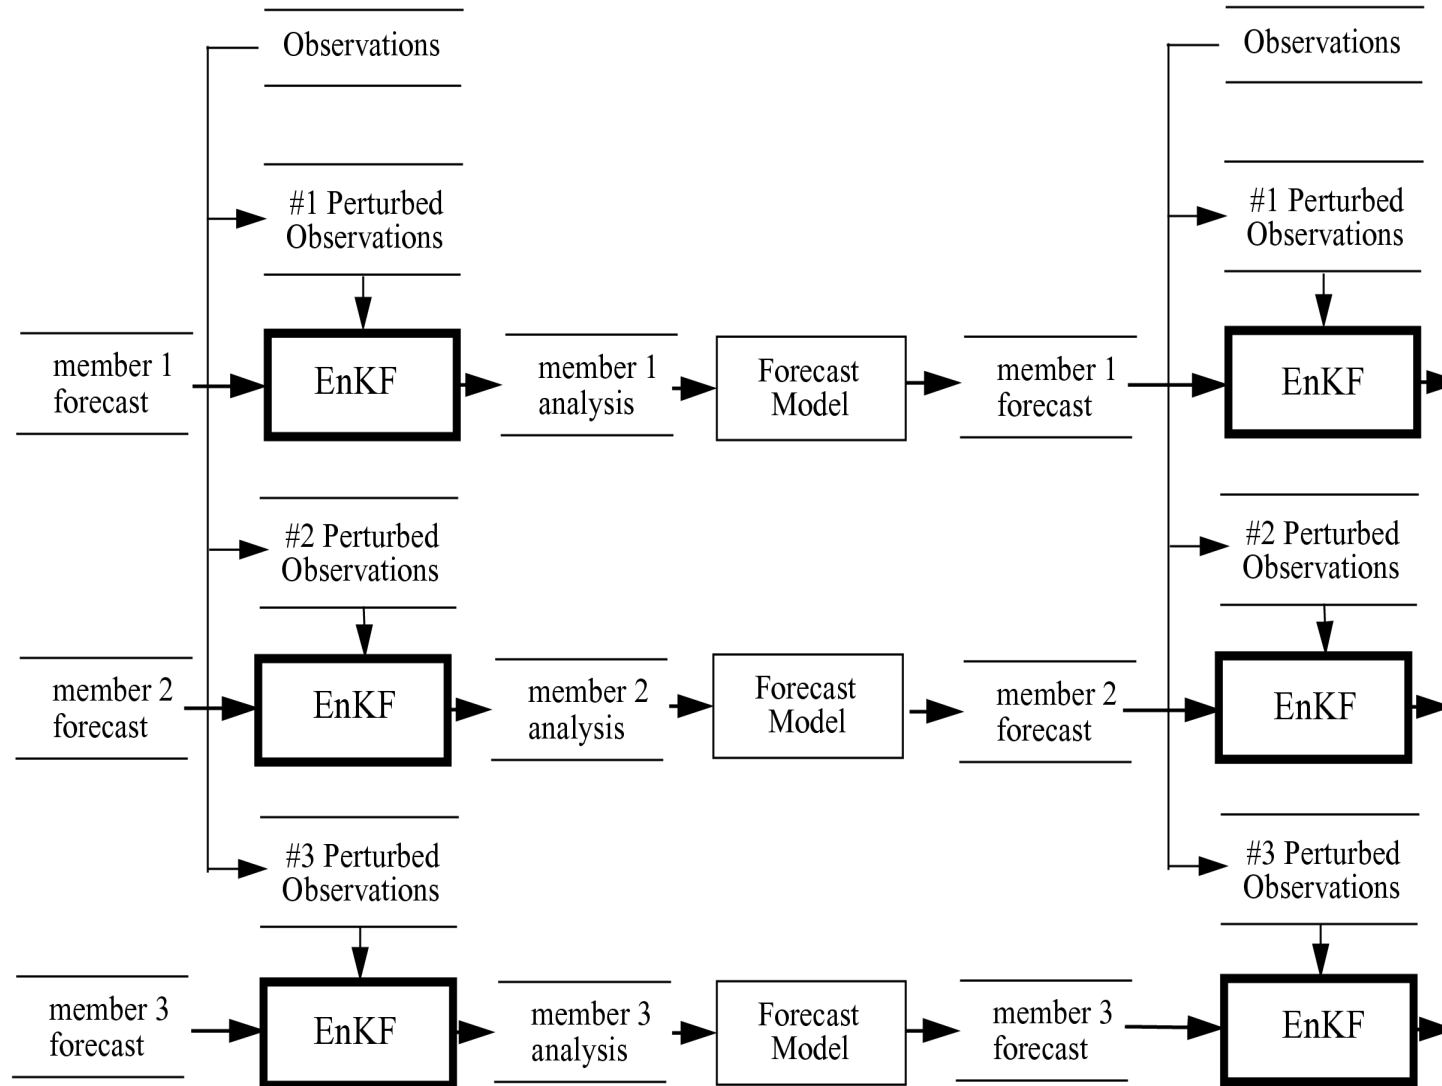 Observations
Observations
#1 Perturbed
Observations
#1 Perturbed
Observations
member 1
forecast
EnKF
member 1
analysis
Forecast
Model
member 1
forecast
EnKF
#2 Perturbed
Observations
#2 Perturbed
Observations
member 2
forecast
EnKF
member 2
analysis
Forecast
Model
member 2
forecast
EnKF
#3 Perturbed
Observations
#3 Perturbed
Observations
member 3
forecast
EnKF
member 3
analysis
Forecast
Model
member 3
forecast
EnKF